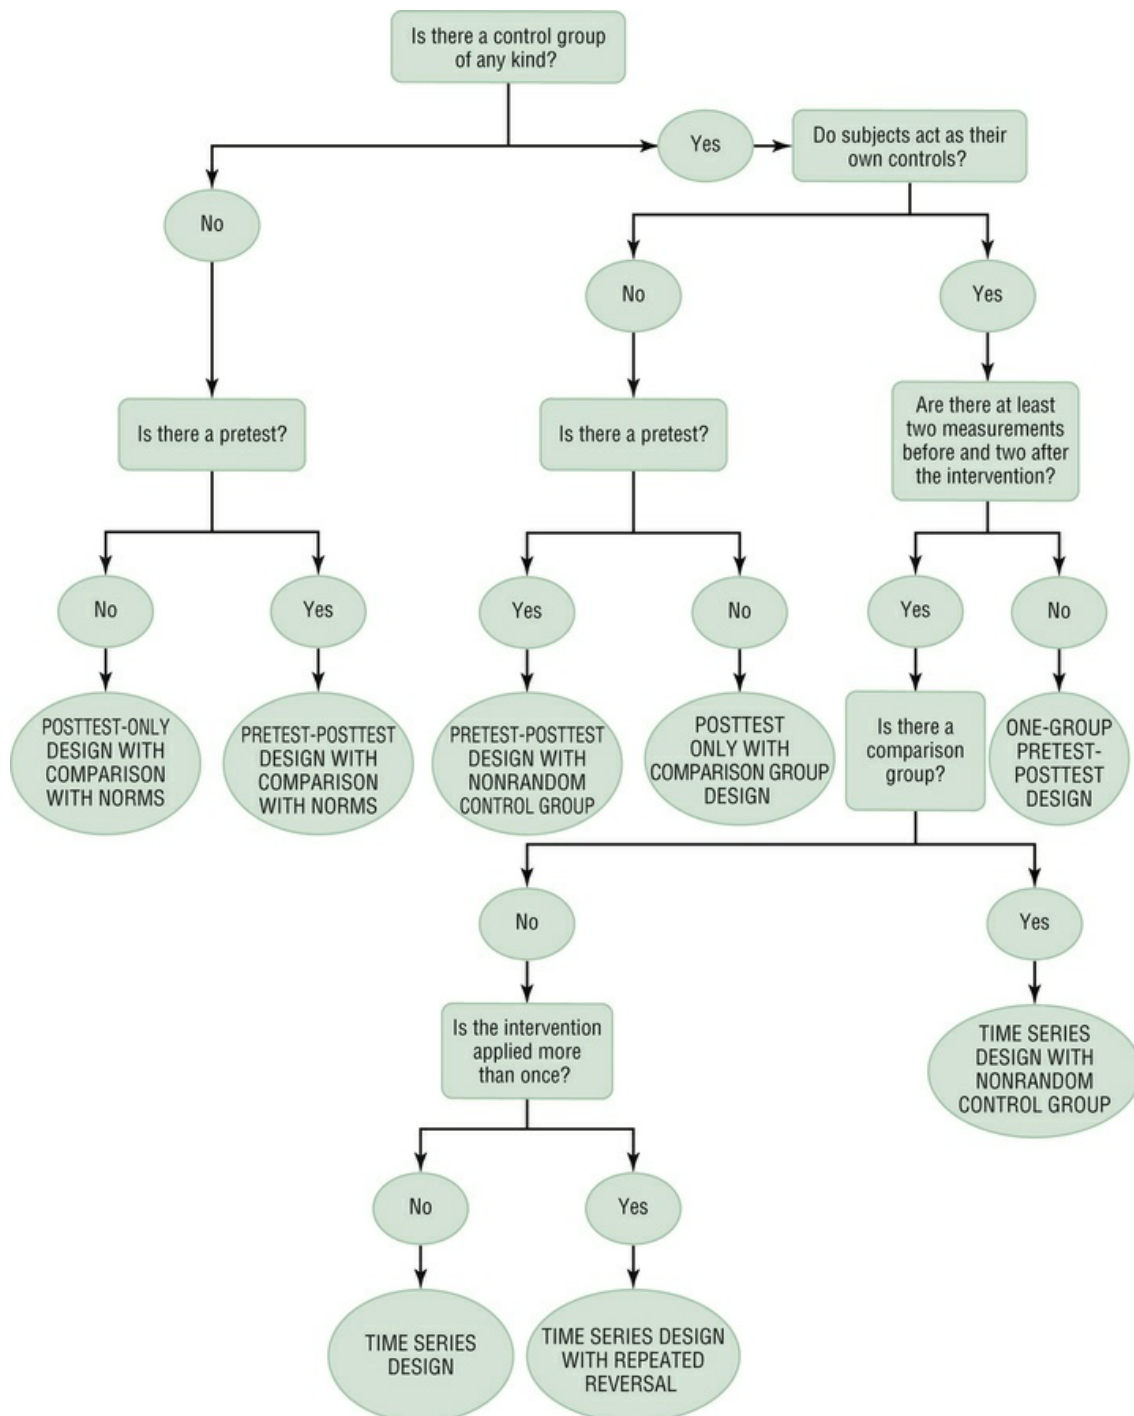 Is there a control group
of any kind?
Yes
Do subjects act as their
own controls?
No
No
Yes
Is there a pretest?
Is there a pretest?
Are there at least
two measurements
before and two after
the intervention?
No
Yes
Yes
No
Yes
No
POSTTEST-ONLY
DESIGN WITH
COMPARISON
WITH NORMS
PRETEST-POSTTEST
DESIGN WITH
COMPARISON
WITH NORMS
PRETEST-POSTTEST
DESIGN WITH
NONRANDOM
CONTROL GROUP
POSTTEST
ONLY WITH
COMPARISON GROUP
DESIGN
Is there a
comparison
group?
ONE-GROUP
PRETEST-
POSTTEST
DESIGN
No
Yes
Is the intervention
applied more
than once?
TIME SERIES
DESIGN WITH
NONRANDOM
CONTROL GROUP
No
Yes
TIME SERIES
DESIGN
TIME SERIES DESIGN
WITH REPEATED
REVERSAL